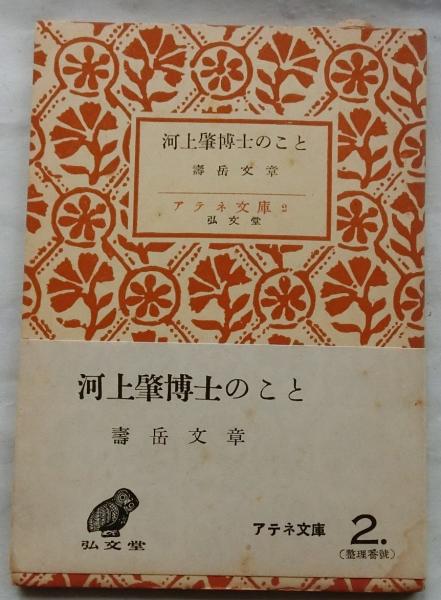 河上肇博士のこと
壽岳文章
アテネ文庫2
弘文堂
河上肇博士のこと
壽岳文章
弘文堂
アテネ文庫 2.
(整理番號)